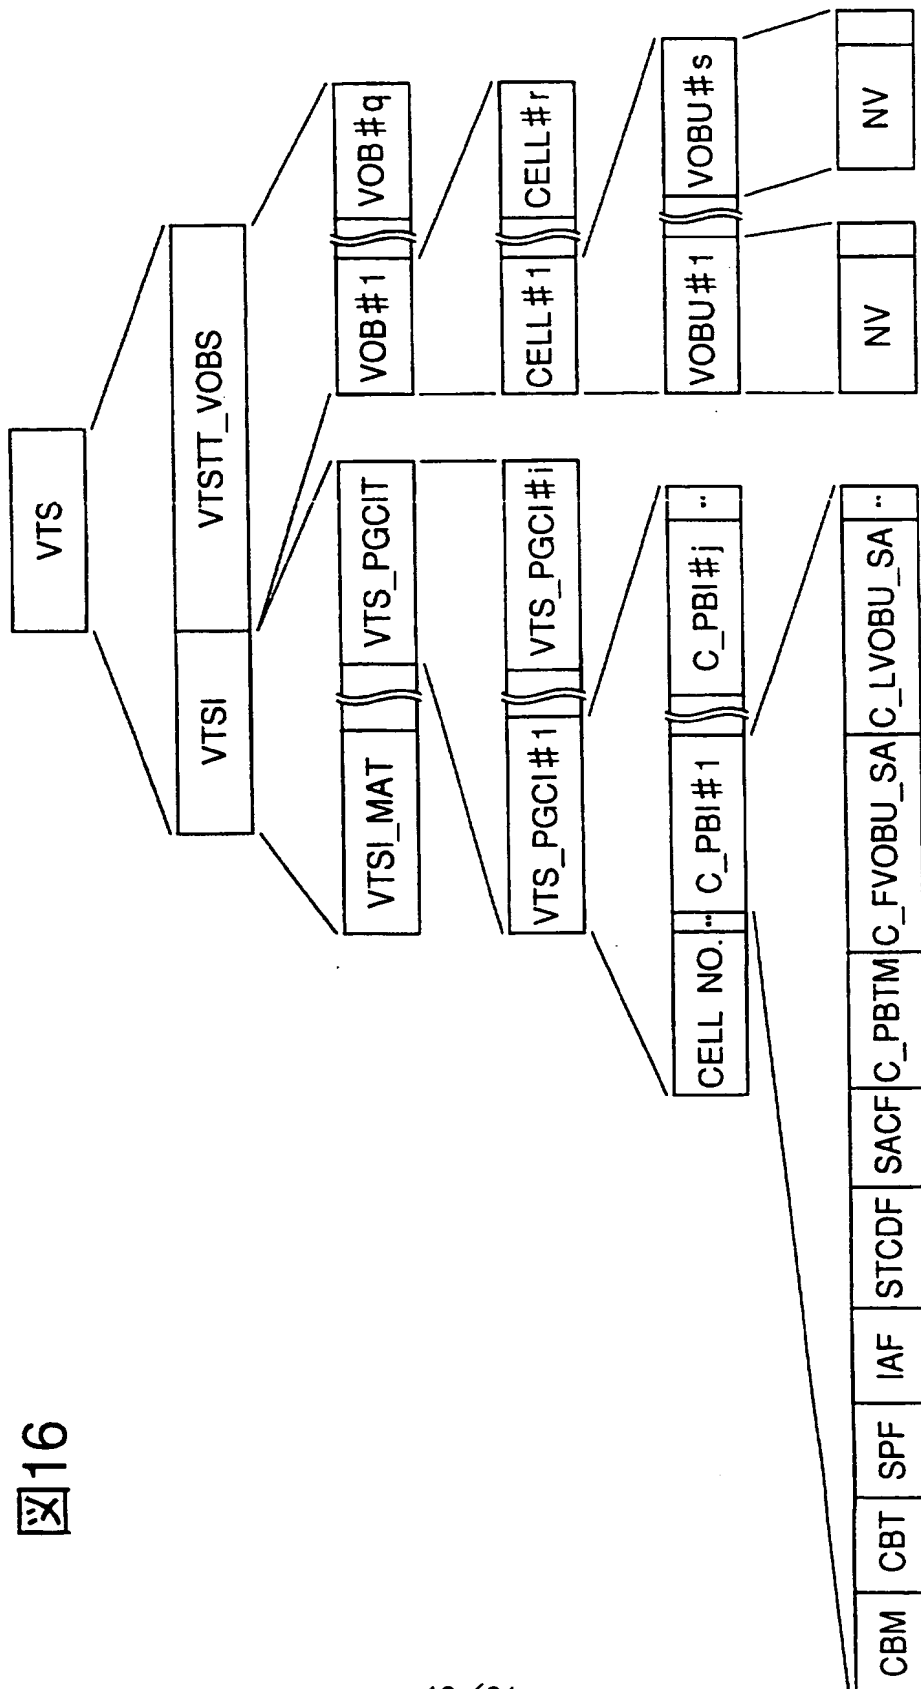 図16
VTS
VTSI VTSTT_VOBS
VTSI_MAT VTS_PGCIT VOB#1 VOB#q
VTS_PGCI#1 VTS_PGCI#i CELL#1 CELL#r
CELL NO. ·· C_PBI#1 C_PBI#j ·· VOBU#1 VOBU#s
CBM CBT SPF IAF STCDF SACF C_PBTM C_FVOBU_SA C_LVOBU_SA ·· NV NV